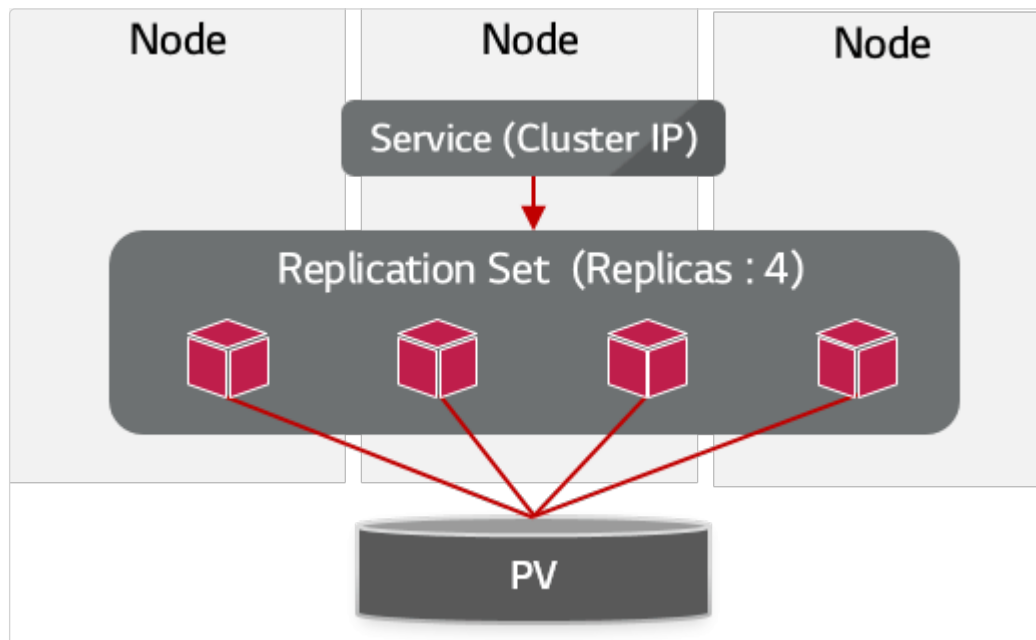 Node
Node
Node
Service (Cluster IP)
Replication Set (Replicas : 4)
PV